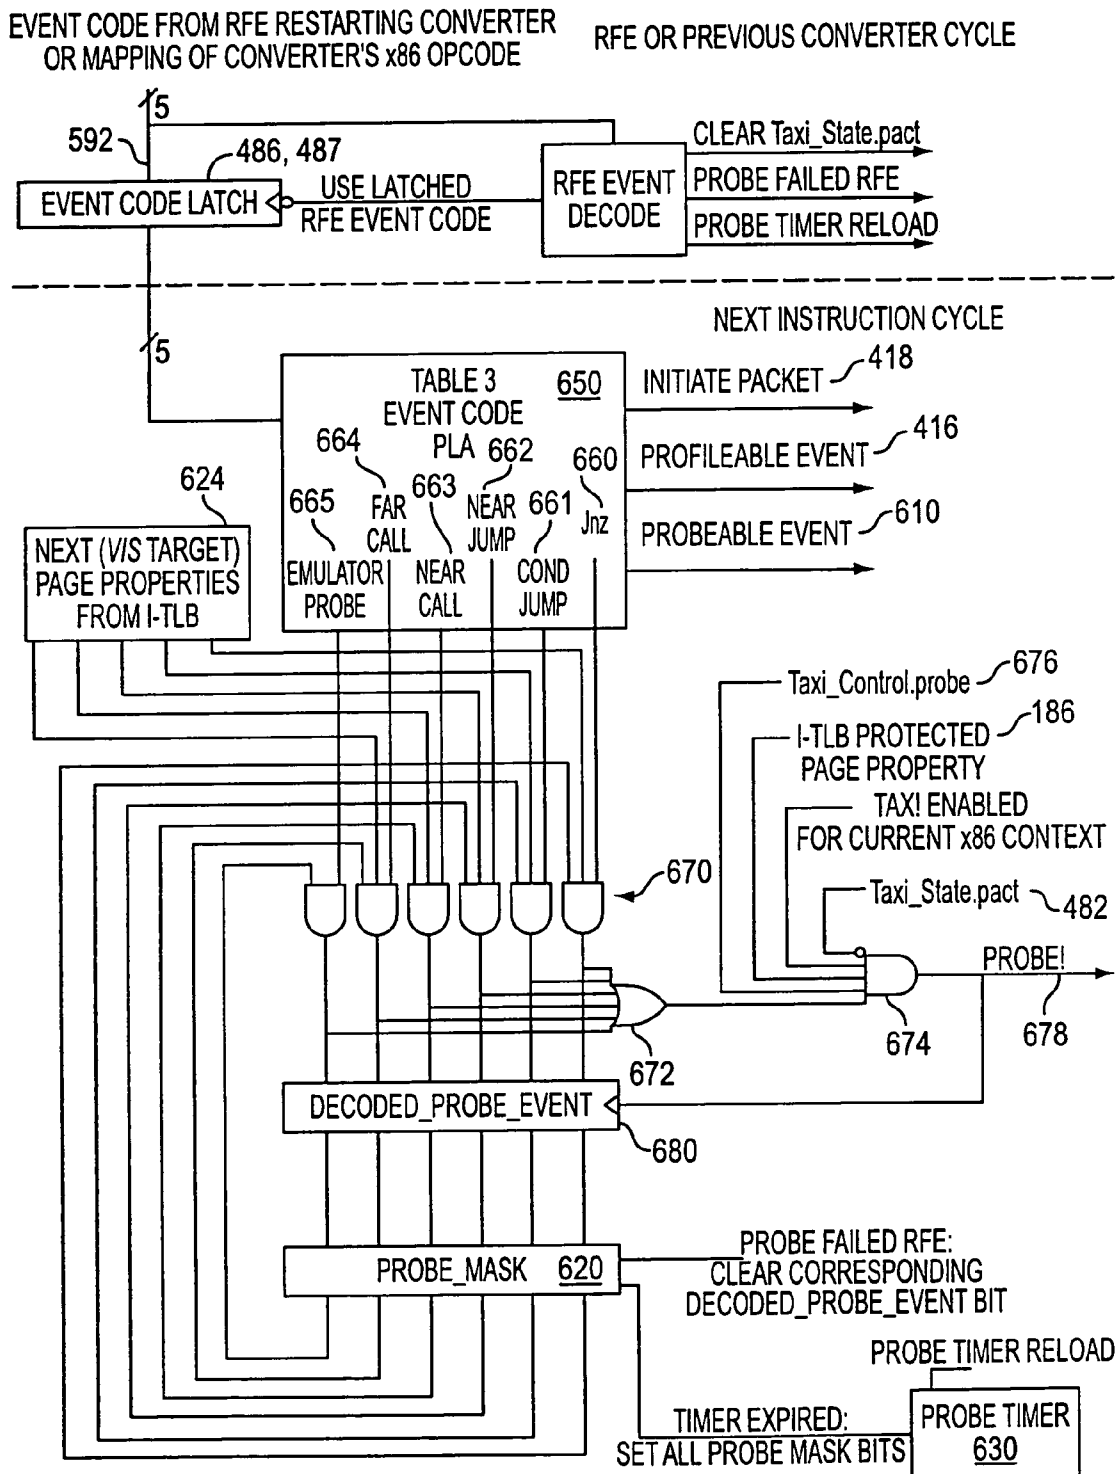 EVENT CODE FROM RFE RESTARTING CONVERTER
OR MAPPING OF CONVERTER'S x86 OPCODE
RFE OR PREVIOUS CONVERTER CYCLE
5
592
486, 487
EVENT CODE LATCH
USE LATCHED
RFE EVENT CODE
RFE EVENT
DECODE
CLEAR Taxi_State.pact
PROBE FAILED RFE
PROBE TIMER RELOAD
NEXT INSTRUCTION CYCLE
5
TABLE 3
EVENT CODE
PLA
650
INITIATE PACKET
418
PROFILEABLE EVENT
416
PROBEABLE EVENT
610
664
662
660
665
FAR
CALL
663
NEAR
JUMP
661
Jnz
EMULATOR
PROBE
NEAR
CALL
COND
JUMP
624
NEXT (VIS TARGET)
PAGE PROPERTIES
FROM I-TLB
Taxi_Control.probe
676
I-TLB PROTECTED
PAGE PROPERTY
186
TAX! ENABLED
FOR CURRENT x86 CONTEXT
670
Taxi_State.pact
482
PROBE!
678
674
672
DECODED_PROBE_EVENT
680
PROBE_MASK
620
PROBE FAILED RFE:
CLEAR CORRESPONDING
DECODED_PROBE_EVENT BIT
PROBE TIMER RELOAD
TIMER EXPIRED:
SET ALL PROBE MASK BITS
PROBE TIMER
630